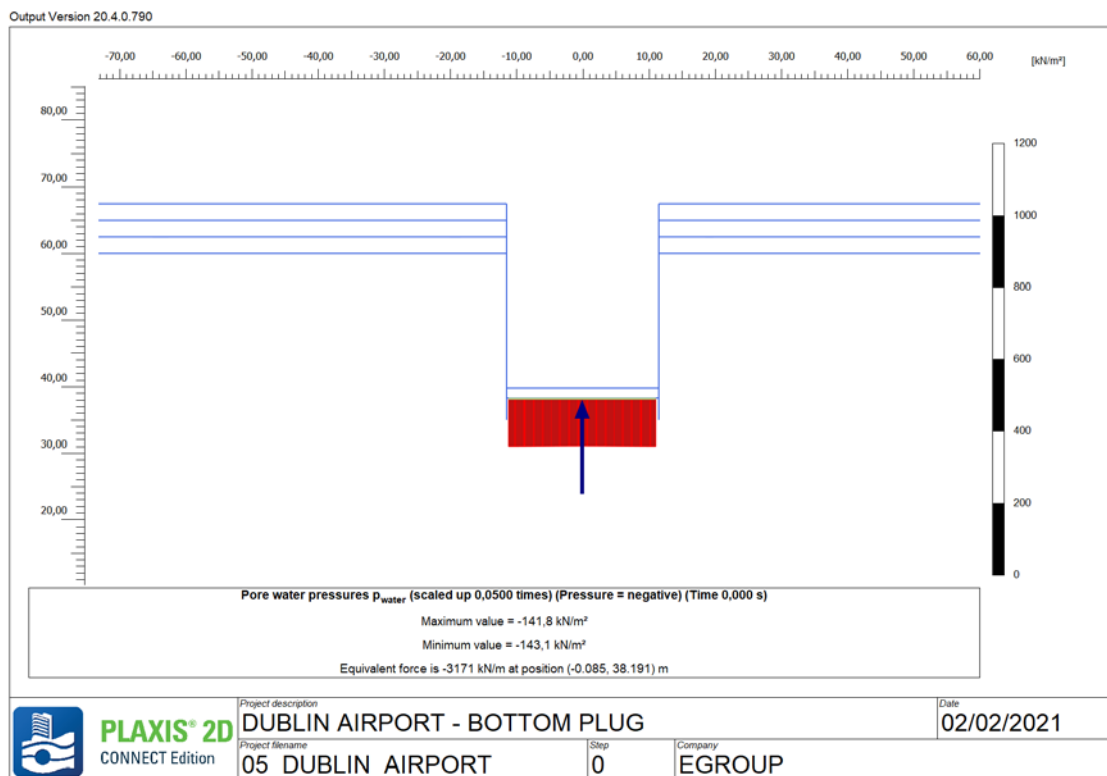 Output Version 20.4.0.790
-70,00 -60,00 -50,00 -40,00 -30,00 -20,00 -10,00 0,00 10,00 20,00 30,00 40,00 50,00 60,00
[kN/m²]
80,00
70,00
60,00
50,00
40,00
30,00
20,00
1200
1000
800
600
400
200
0
Pore water pressures pwater (scaled up 0,0500 times) (Pressure = negative) (Time 0,000 s)
Maximum value = -141,8 kN/m²
Minimum value = -143,1 kN/m²
Equivalent force is -3171 kN/m at position (-0.085, 38.191) m
PLAXIS® 2D
CONNECT Edition
Project description
DUBLIN AIRPORT - BOTTOM PLUG
Date
02/02/2021
Project filename
05 DUBLIN AIRPORT
Step
0
Company
EGROUP